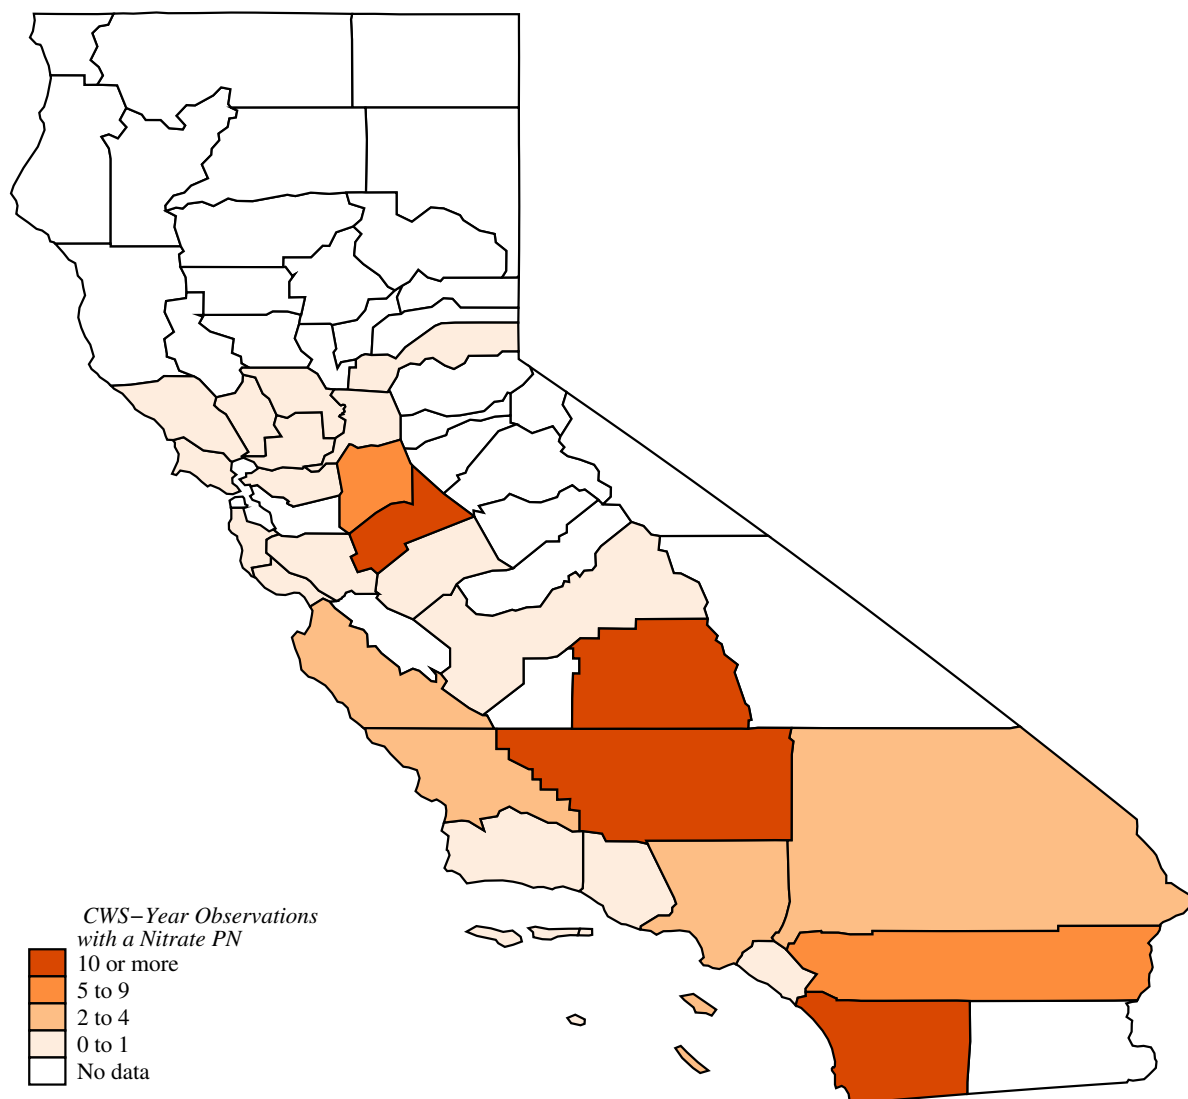 CWS−Year Observations
with a Nitrate PN
10 or more
5 to 9
2 to 4
0 to 1
No data